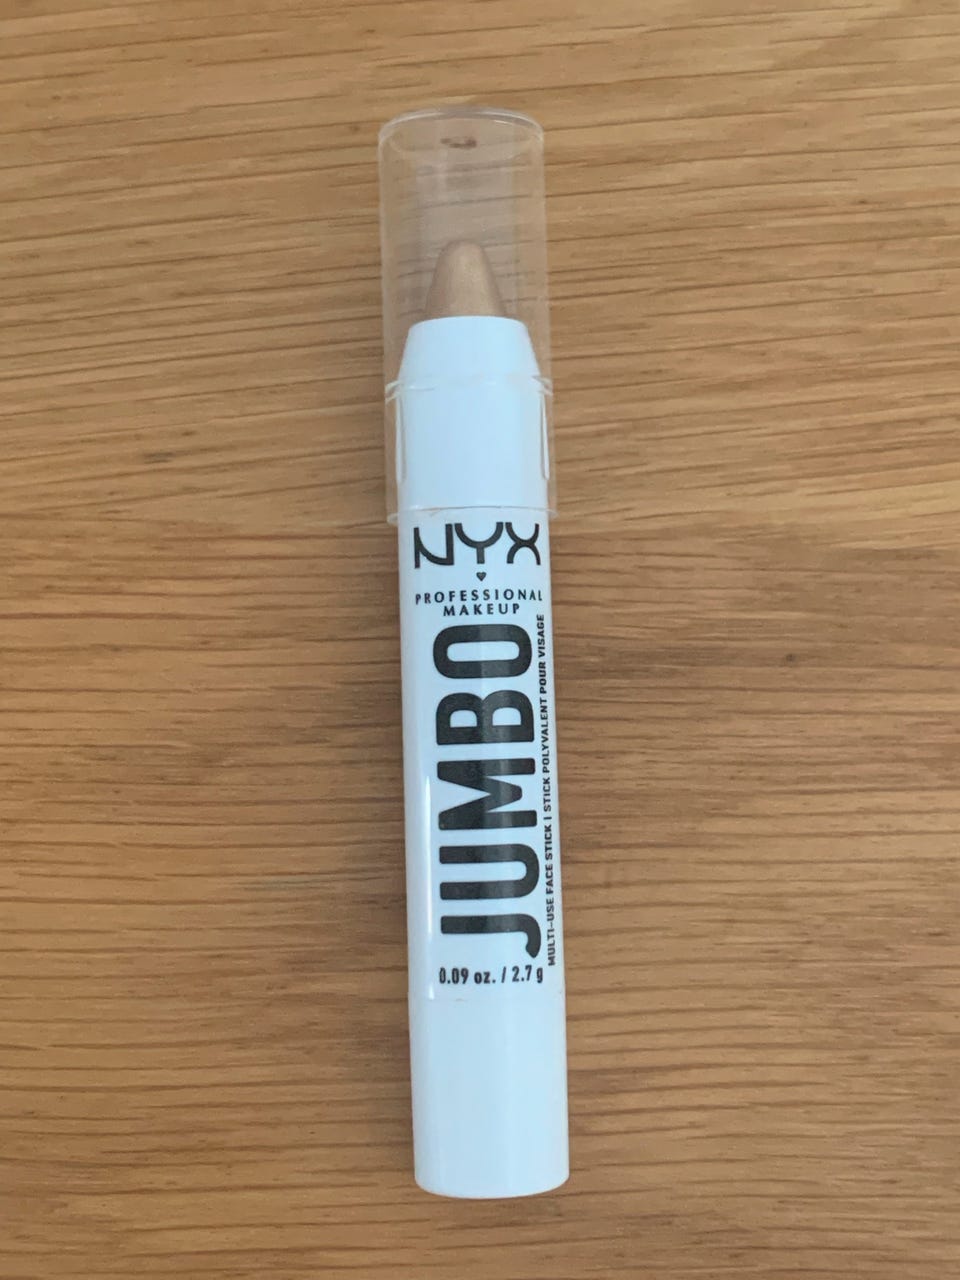 NYX
PROFESSIONAL
MAKEUP
JUMBO
MULTI-USE FACE STICK | STICK POLYVALENT POUR VISAGE
0.09 oz. / 2.7 g